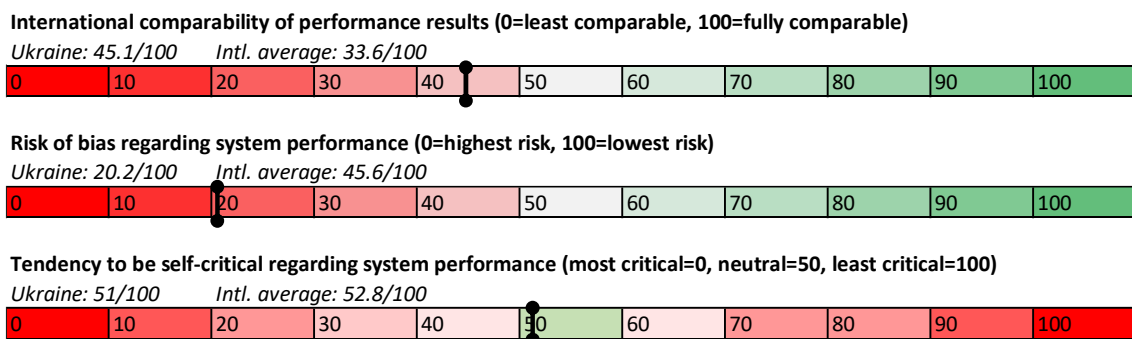 International comparability of performance results (0=least comparable, 100=fully comparable)
Ukraine: 45.1/100 Intl. average: 33.6/100
0 10 20 30 40 50 60 70 80 90 100
Risk of bias regarding system performance (0=highest risk, 100=lowest risk)
Ukraine: 20.2/100 Intl. average: 45.6/100
0 10 20 30 40 50 60 70 80 90 100
Tendency to be self-critical regarding system performance (most critical=0, neutral=50, least critical=100)
Ukraine: 51/100 Intl. average: 52.8/100
0 10 20 30 40 50 60 70 80 90 100